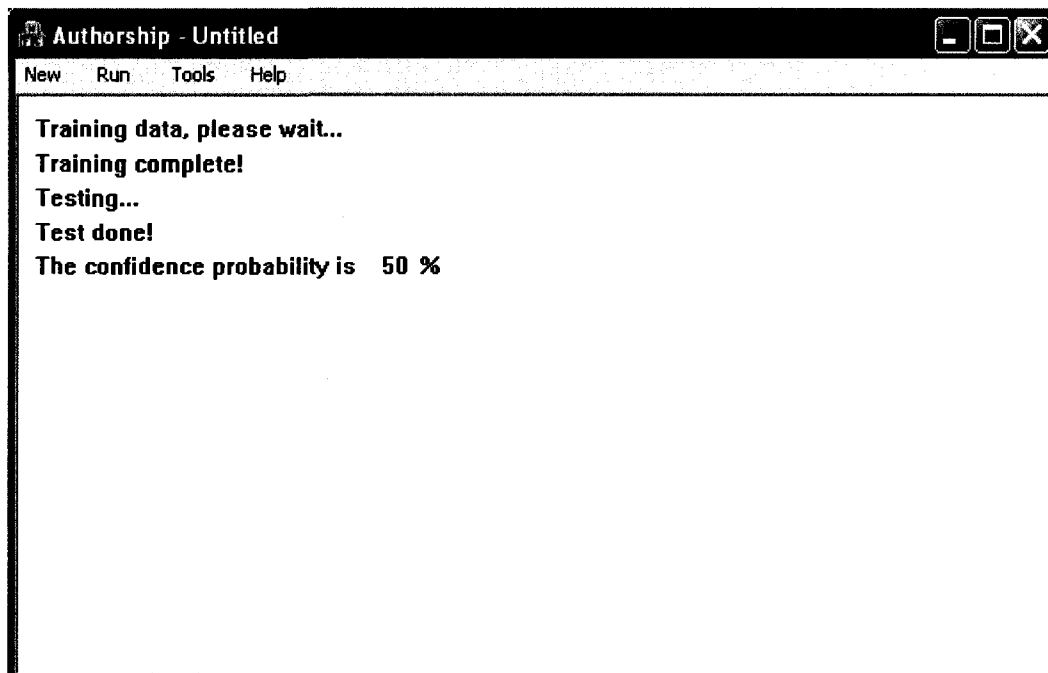 Authorship - Untitled
New Run Tools Help
Training data, please wait...
Training complete!
Testing...
Test done!
The confidence probability is 50 %